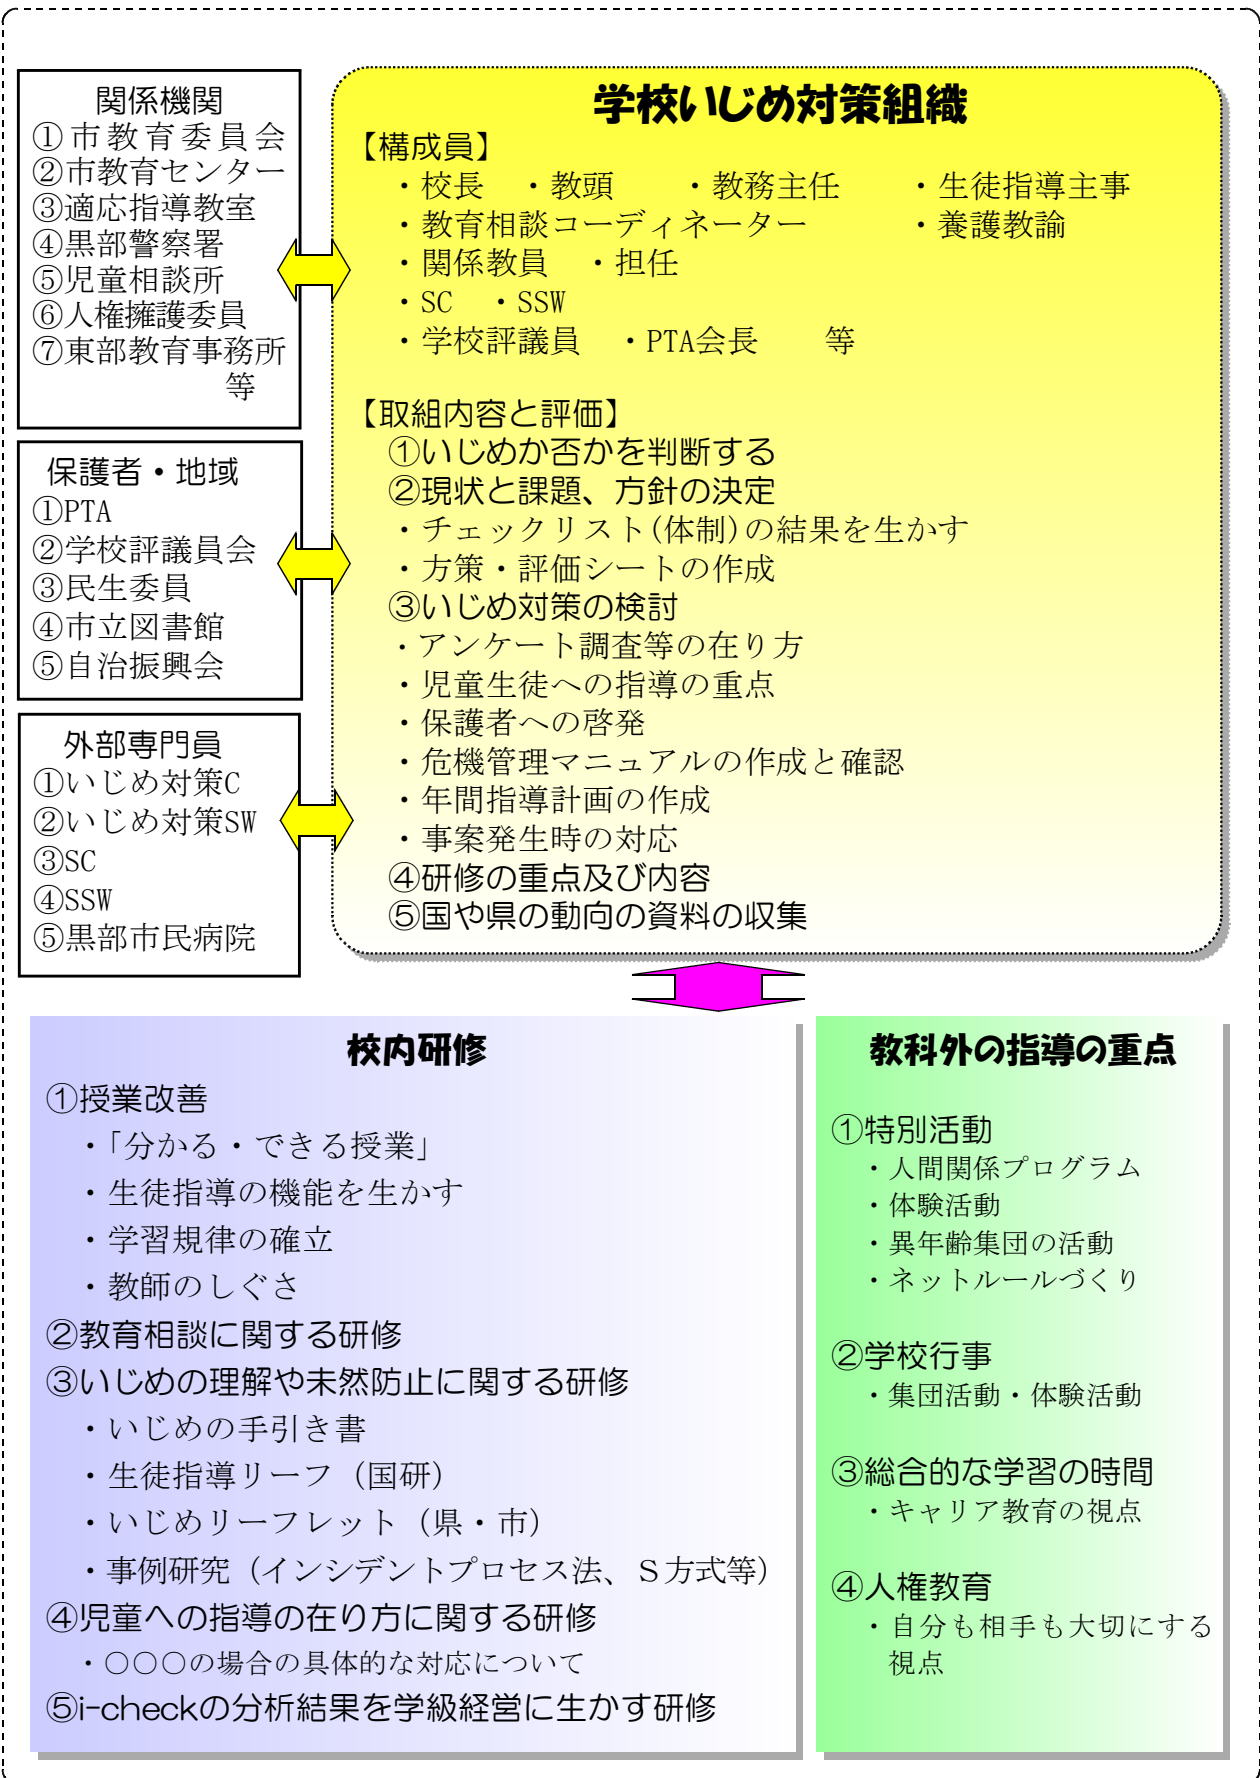 関係機関
①市教育委員会
②市教育センター
③適応指導教室
④黒部警察署
⑤児童相談所
⑥人権擁護委員
⑦東部教育事務所
等
保護者・地域
①PTA
②学校評議員会
③民生委員
④市立図書館
⑤自治振興会
外部専門員
①いじめ対策C
②いじめ対策SW
③SC
④SSW
⑤黒部市民病院
学校いじめ対策組織
【構成員】
・校長 ・教頭 ・教務主任 ・生徒指導主事
・教育相談コーディネーター ・養護教諭
・関係教員 ・担任
・SC ・SSW
・学校評議員 ・PTA会長 等
【取組内容と評価】
①いじめか否かを判断する
②現状と課題、方針の決定
・チェックリスト(体制)の結果を生かす
・方策・評価シートの作成
③いじめ対策の検討
・アンケート調査等の在り方
・児童生徒への指導の重点
・保護者への啓発
・危機管理マニュアルの作成と確認
・年間指導計画の作成
・事案発生時の対応
④研修の重点及び内容
⑤国や県の動向の資料の収集
校内研修
①授業改善
・「分かる・できる授業」
・生徒指導の機能を生かす
・学習規律の確立
・教師のしぐさ
②教育相談に関する研修
③いじめの理解や未然防止に関する研修
・いじめの手引き書
・生徒指導リーフ（国研）
・いじめリーフレット（県・市）
・事例研究（インシデントプロセス法、Ｓ方式等）
④児童への指導の在り方に関する研修
・○○○の場合の具体的な対応について
⑤i-checkの分析結果を学級経営に生かす研修
教科外の指導の重点
①特別活動
・人間関係プログラム
・体験活動
・異年齢集団の活動
・ネットルールづくり
②学校行事
・集団活動・体験活動
③総合的な学習の時間
・キャリア教育の視点
④人権教育
・自分も相手も大切にする
視点